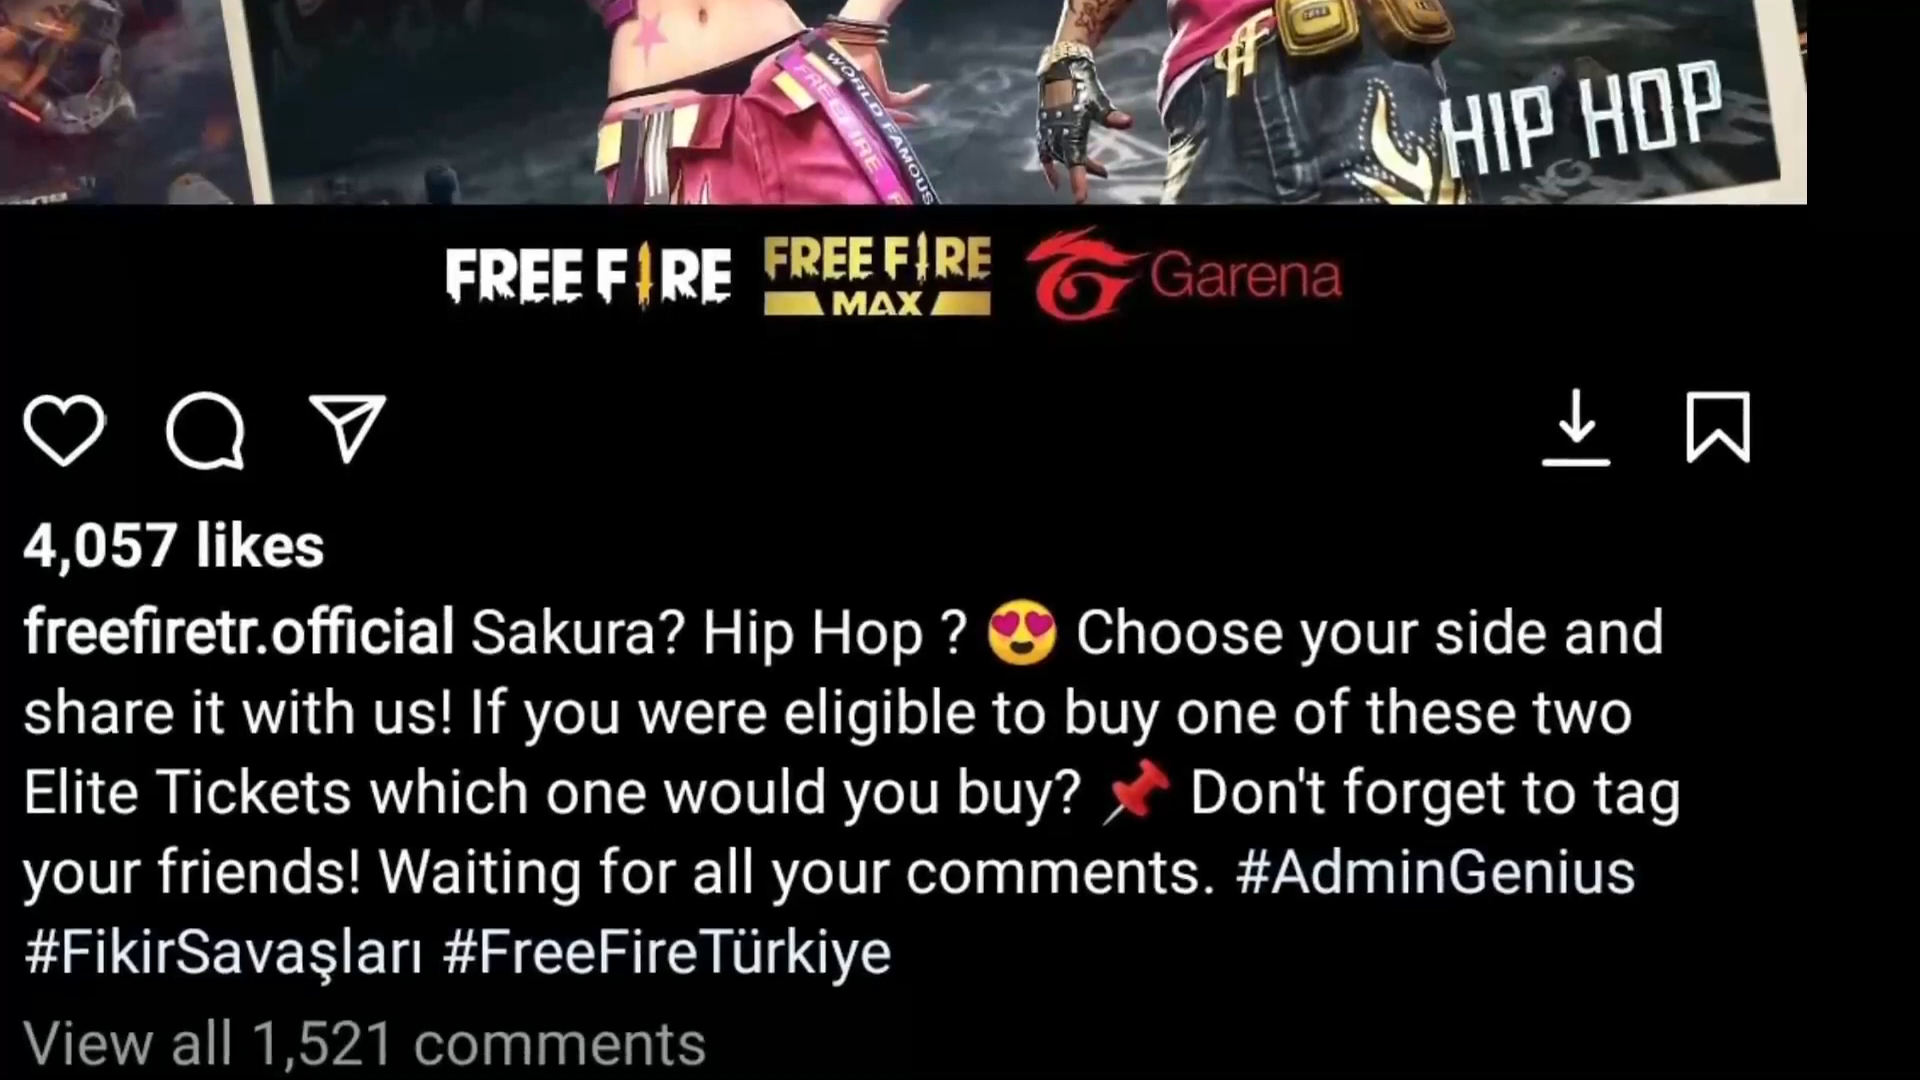 WORLD FAMOUS
FREE FIRE
HIP HOP
FREE FIRE
FREE FIRE
MAX
Garena
4,057 likes
freefiretr.official Sakura? Hip Hop ? 😍 Choose your side and
share it with us! If you were eligible to buy one of these two
Elite Tickets which one would you buy? 📌 Don't forget to tag
your friends! Waiting for all your comments. #AdminGenius
#FikirSavaşları #FreeFireTürkiye
View all 1,521 comments